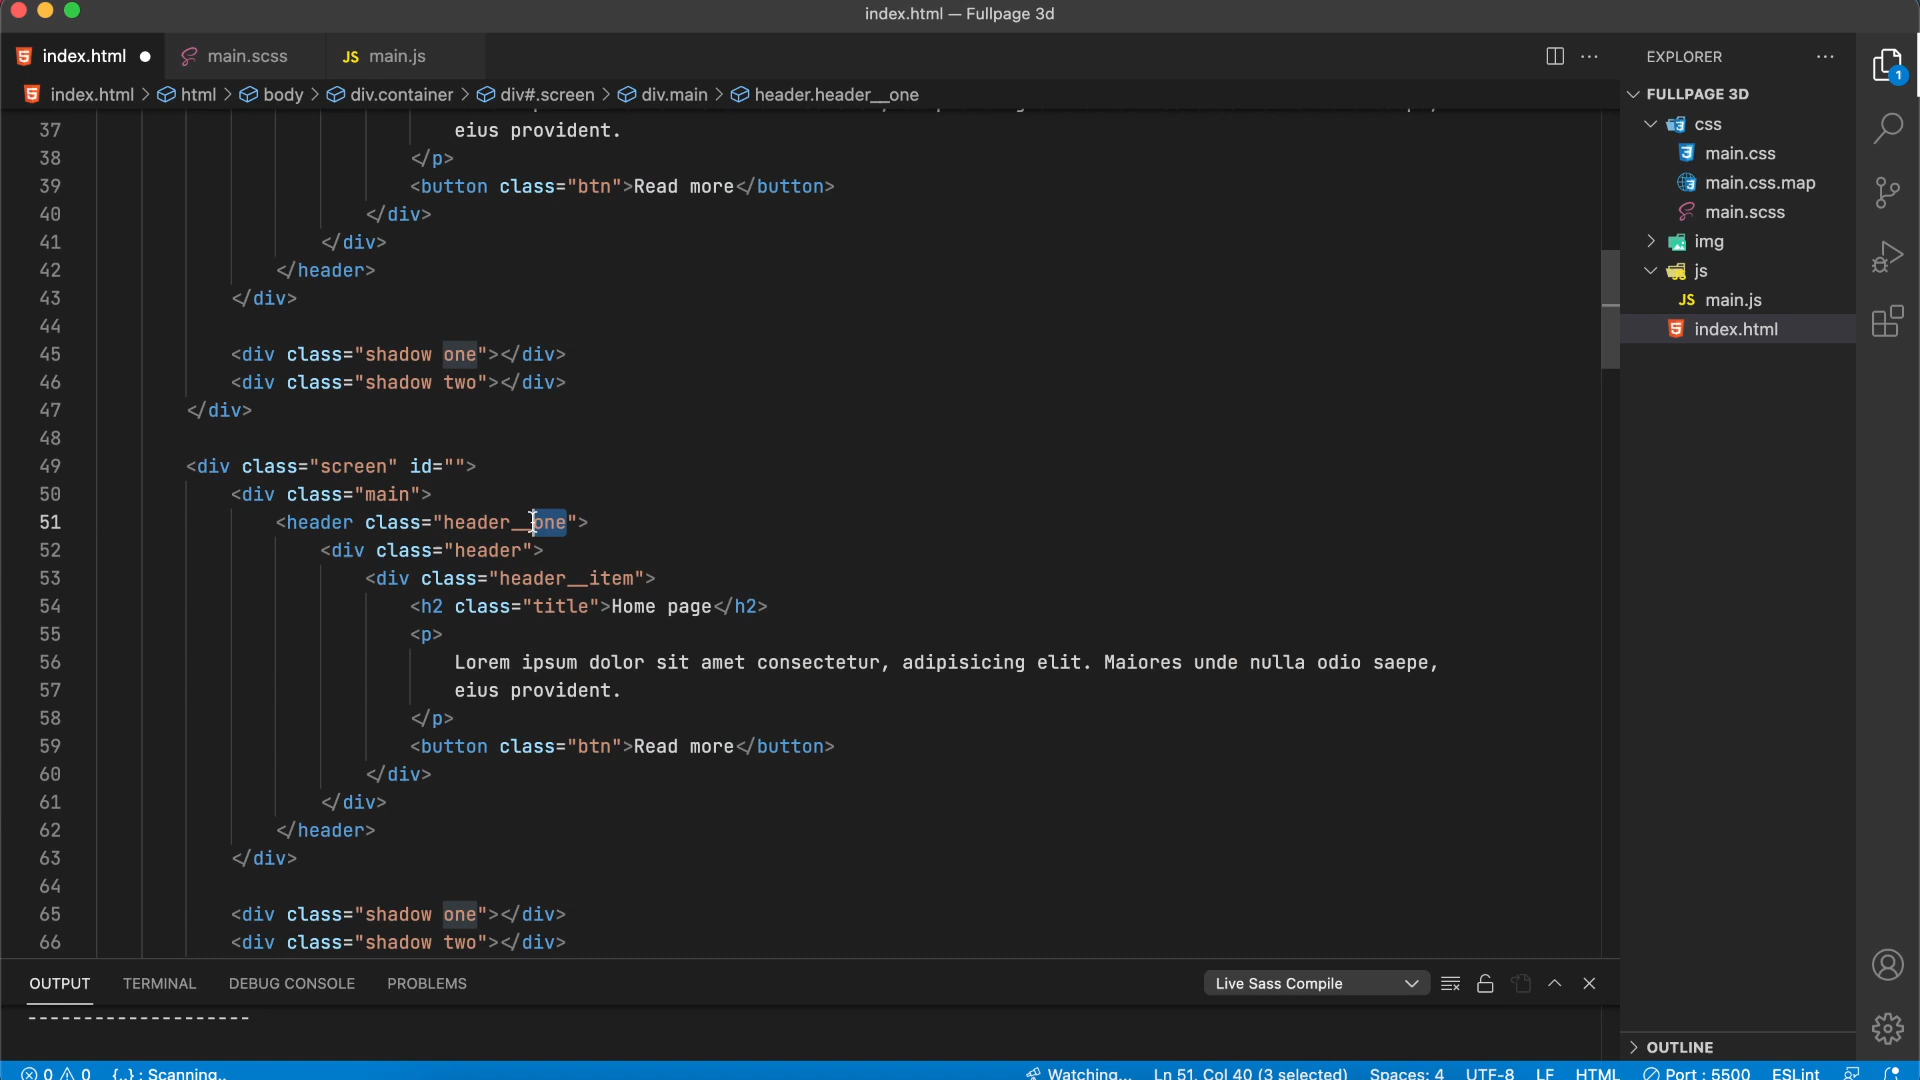 index.html — Fullpage 3d
index.html
main.scss
JS main.js
EXPLORER
index.html > html > body > div.container > div#.screen > div.main > header.header__one
37 eius provident.
38 </p>
39 <button class="btn">Read more</button>
40 </div>
41 </div>
42 </header>
43 </div>
44
45 <div class="shadow one"></div>
46 <div class="shadow two"></div>
47 </div>
48
49 <div class="screen" id="">
50 <div class="main">
51 <header class="header__one">
52 <div class="header">
53 <div class="header__item">
54 <h2 class="title">Home page</h2>
55 <p>
56 Lorem ipsum dolor sit amet consectetur, adipisicing elit. Maiores unde nulla odio saepe,
57 eius provident.
58 </p>
59 <button class="btn">Read more</button>
60 </div>
61 </div>
62 </header>
63 </div>
64
65 <div class="shadow one"></div>
66 <div class="shadow two"></div>
FULLPAGE 3D
css
main.css
main.css.map
main.scss
img
js
JS main.js
index.html
OUTLINE
1
OUTPUT TERMINAL DEBUG CONSOLE PROBLEMS
Live Sass Compile
--------------------
0 0 {..} : Scanning..
Watching... Ln 51, Col 40 (3 selected) Spaces: 4 UTF-8 LF HTML Port : 5500 ESLint